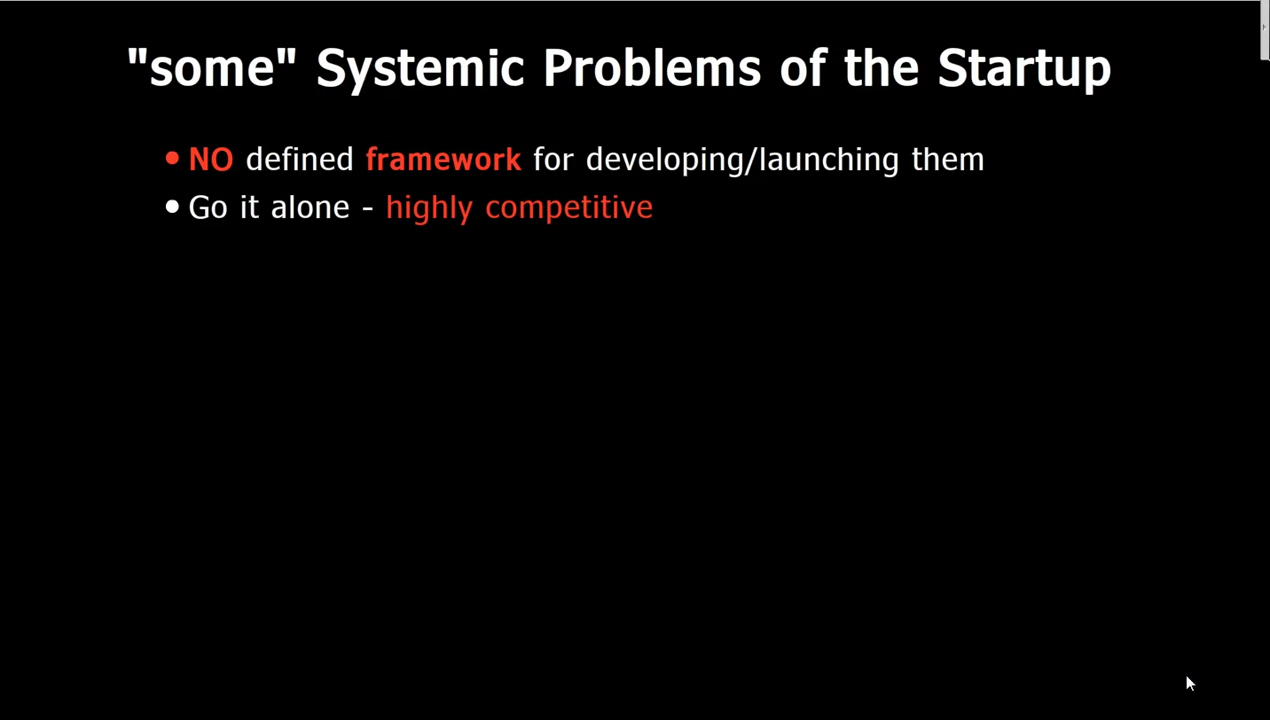 "some" Systemic Problems of the Startup
• NO defined framework for developing/launching them
• Go it alone - highly competitive